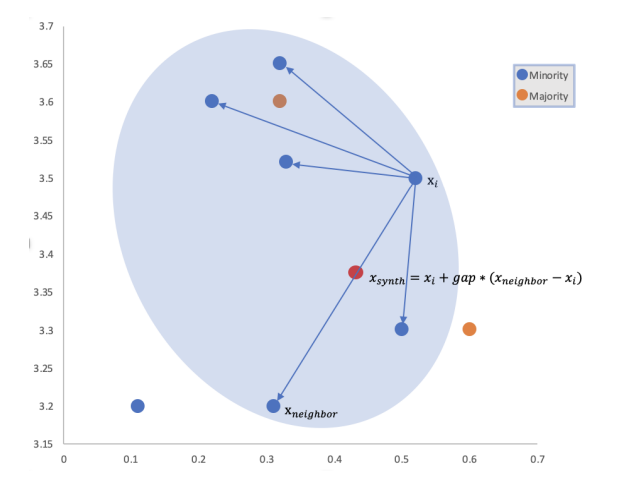 3.7
3.65
Minority
3.6
Majority
3.55
3.5
x_i
3.45
3.4
x_synth = x_i + gap * (x_neighbor − x_i)
3.35
3.3
3.25
3.2
x_neighbor
3.15
0 0.1 0.2 0.3 0.4 0.5 0.6 0.7